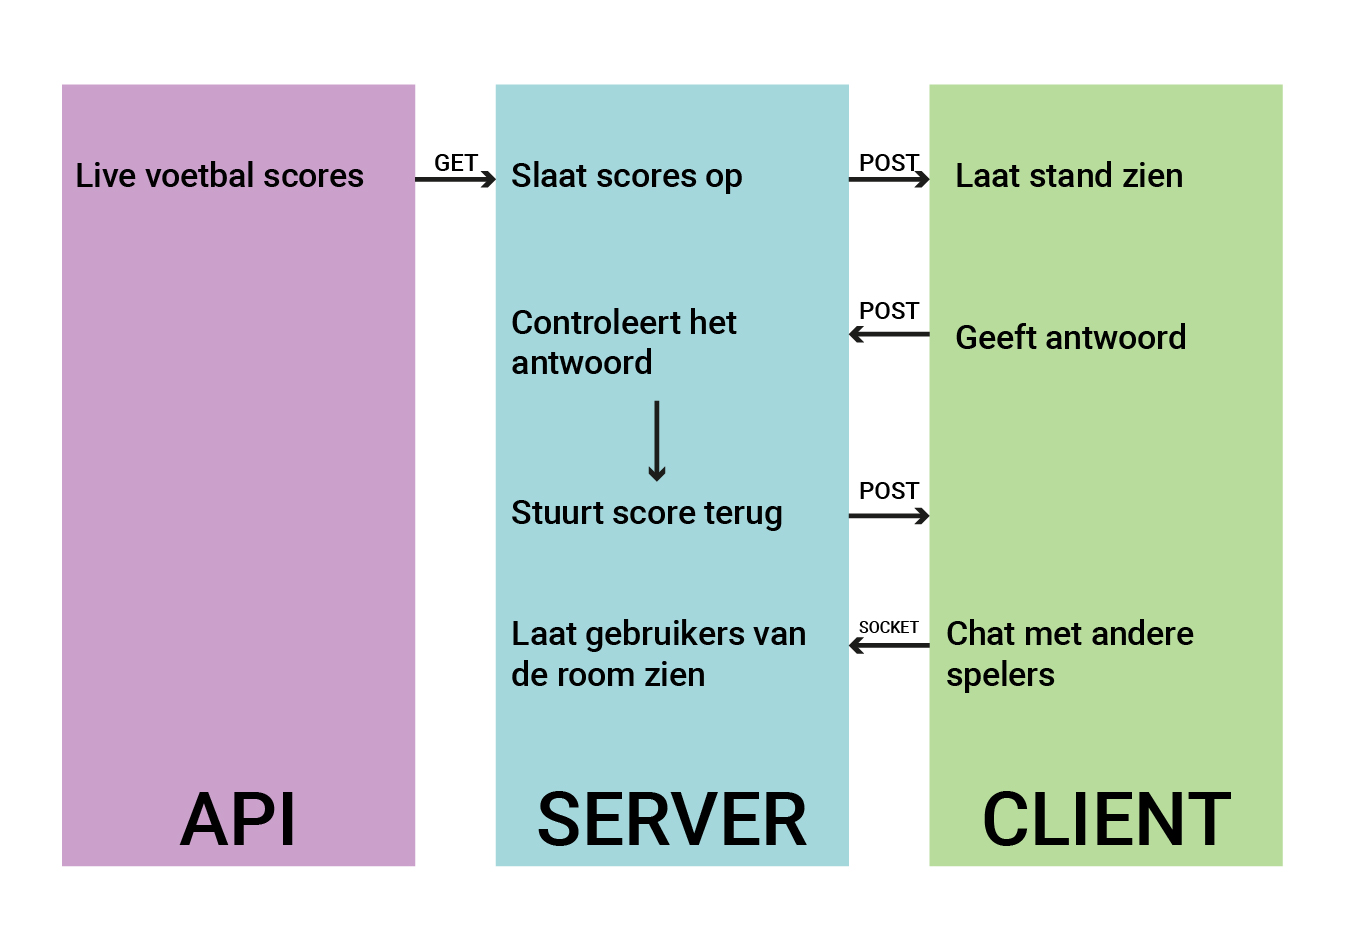 Live voetbal scores
GET
Slaat scores op
POST
Laat stand zien
Controleert het
antwoord
POST
Geeft antwoord
Stuurt score terug
POST
Laat gebruikers van
de room zien
SOCKET
Chat met andere
spelers
API
SERVER
CLIENT